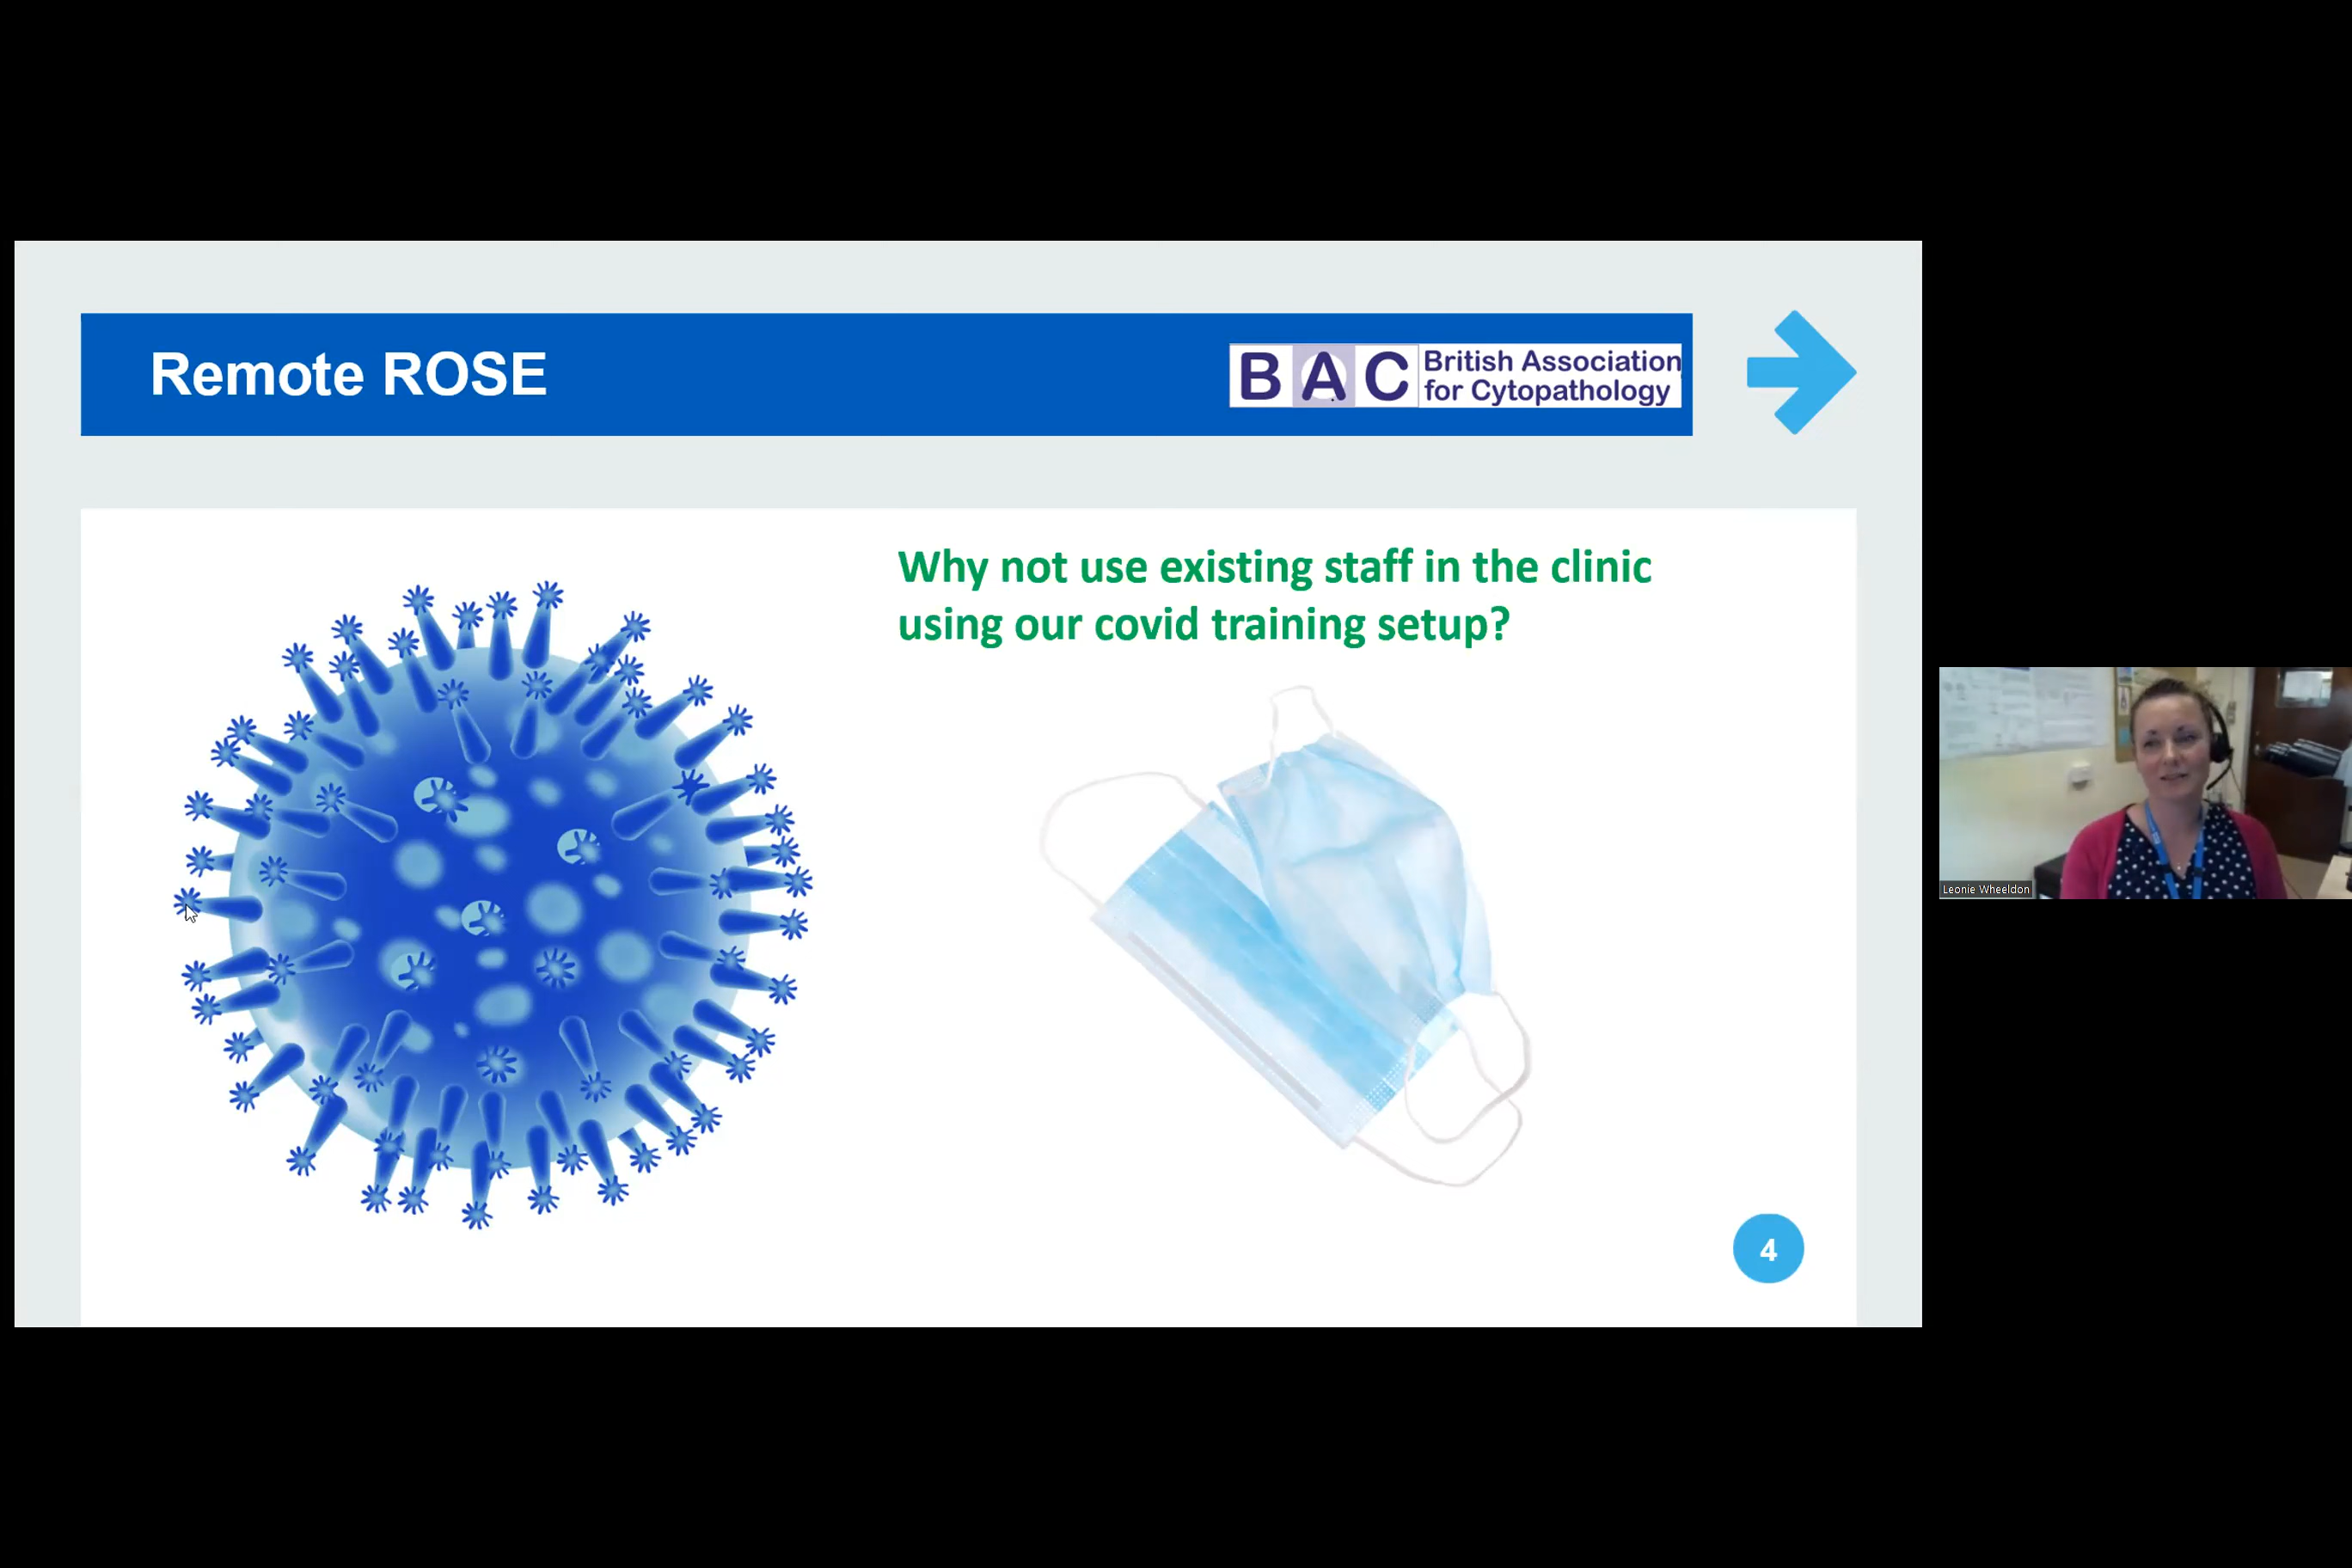 Remote ROSE
BAC
British Association
for Cytopathology
Why not use existing staff in the clinic
using our covid training setup?
Leonie Wheeldon
4